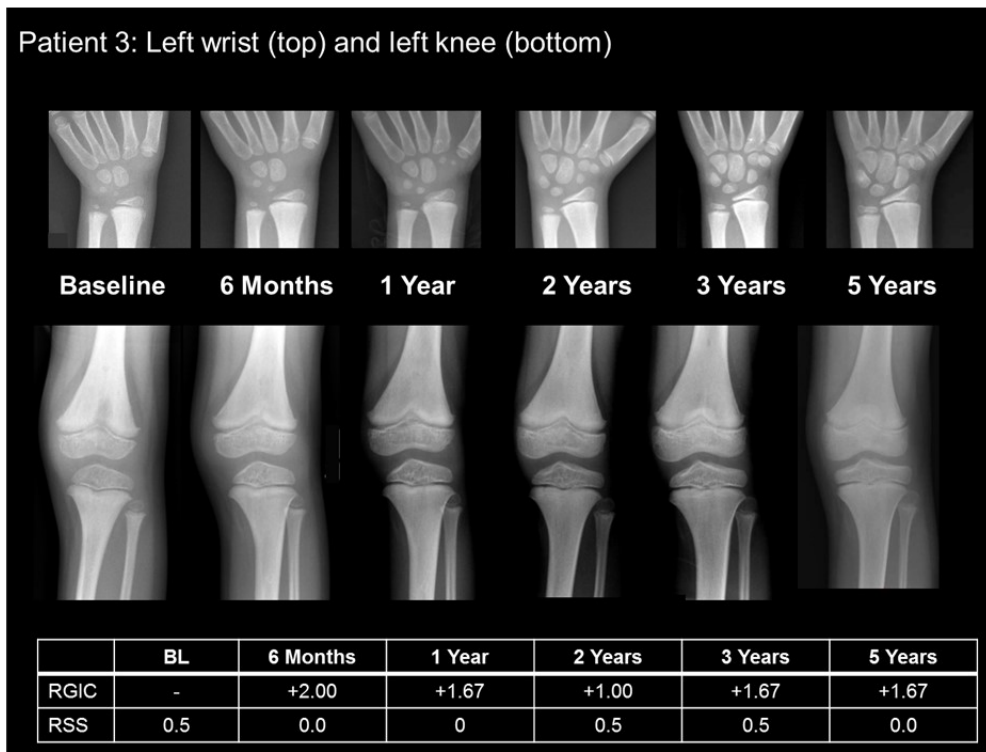 Patient 3: Left wrist (top) and left knee (bottom)
Baseline 6 Months 1 Year 2 Years 3 Years 5 Years
BL 6 Months 1 Year 2 Years 3 Years 5 Years
RGIC - +2.00 +1.67 +1.00 +1.67 +1.67
RSS 0.5 0.0 0 0.5 0.5 0.0